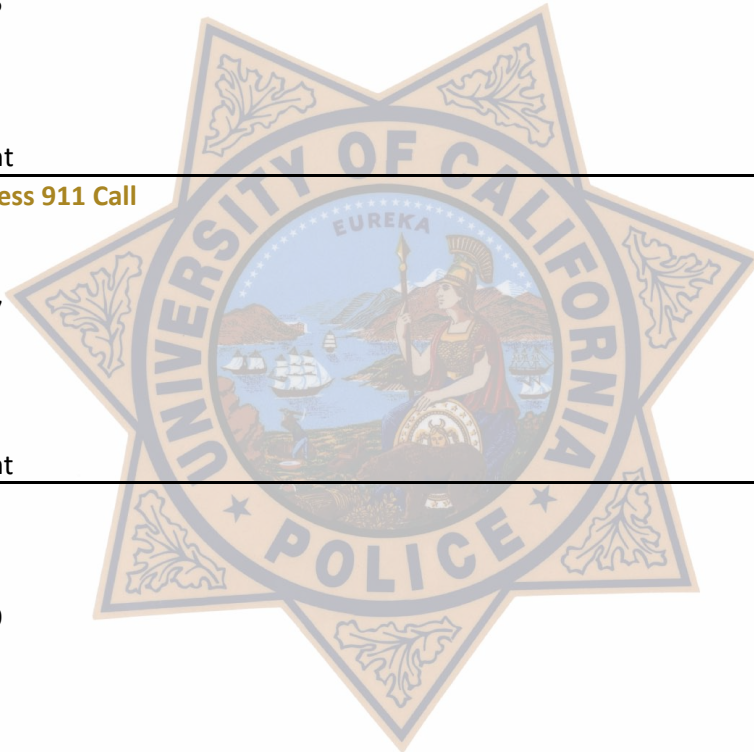 nt
ess 911 Call
UNIVERSITY OF CALIFORNIA
EUREKA
nt
POLICE